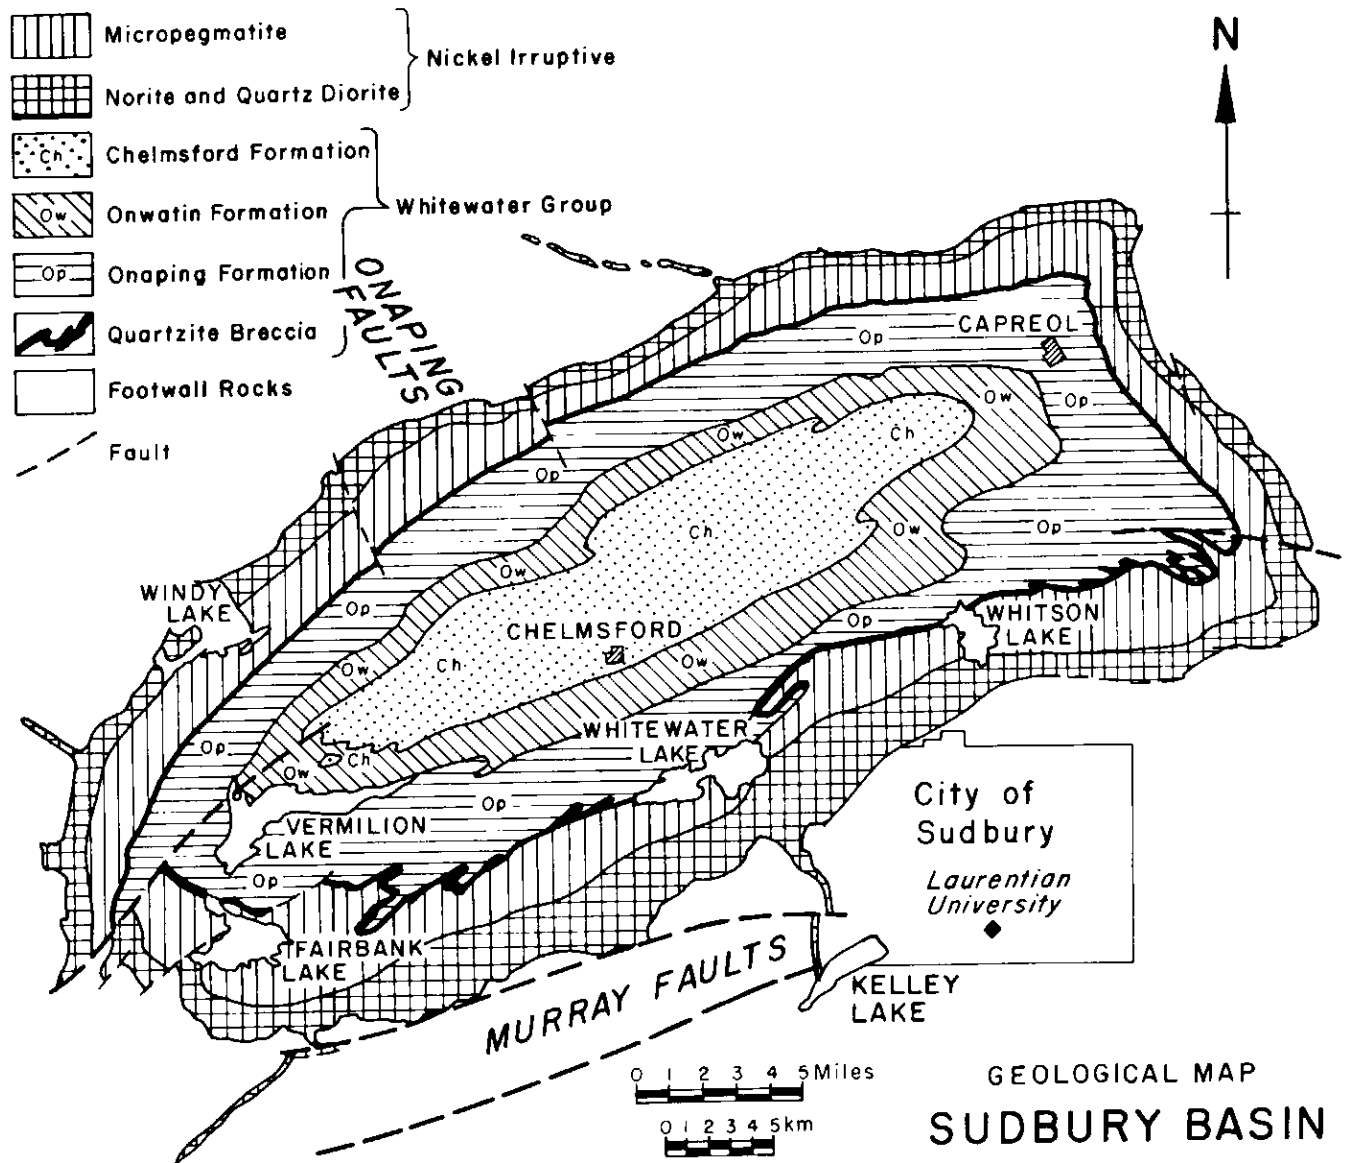 Micropegmatite
Nickel Irruptive
Norite and Quartz Diorite
Ch
Chelmsford Formation
Ow
Onwatin Formation
Whitewater Group
Op
Onaping Formation
Quartzite Breccia
Footwall Rocks
Fault
N
ONAPING
FAULTS
CAPREOL
Op
Ow
Op
Ow
Ch
Op
Ch
Ow
Op
Ow
WINDY
LAKE
Op
CHELMSFORD
Op
WHITSON
LAKE
Ow
Ch
Ow
WHITEWATER
LAKE
Op
Ow
Ch
Op
VERMILION
LAKE
Op
FAIRBANK
LAKE
City of
Sudbury
Laurentian
University
MURRAY FAULTS
KELLEY
LAKE
0 1 2 3 4 5 Miles
0 1 2 3 4 5 km
GEOLOGICAL MAP
SUDBURY BASIN